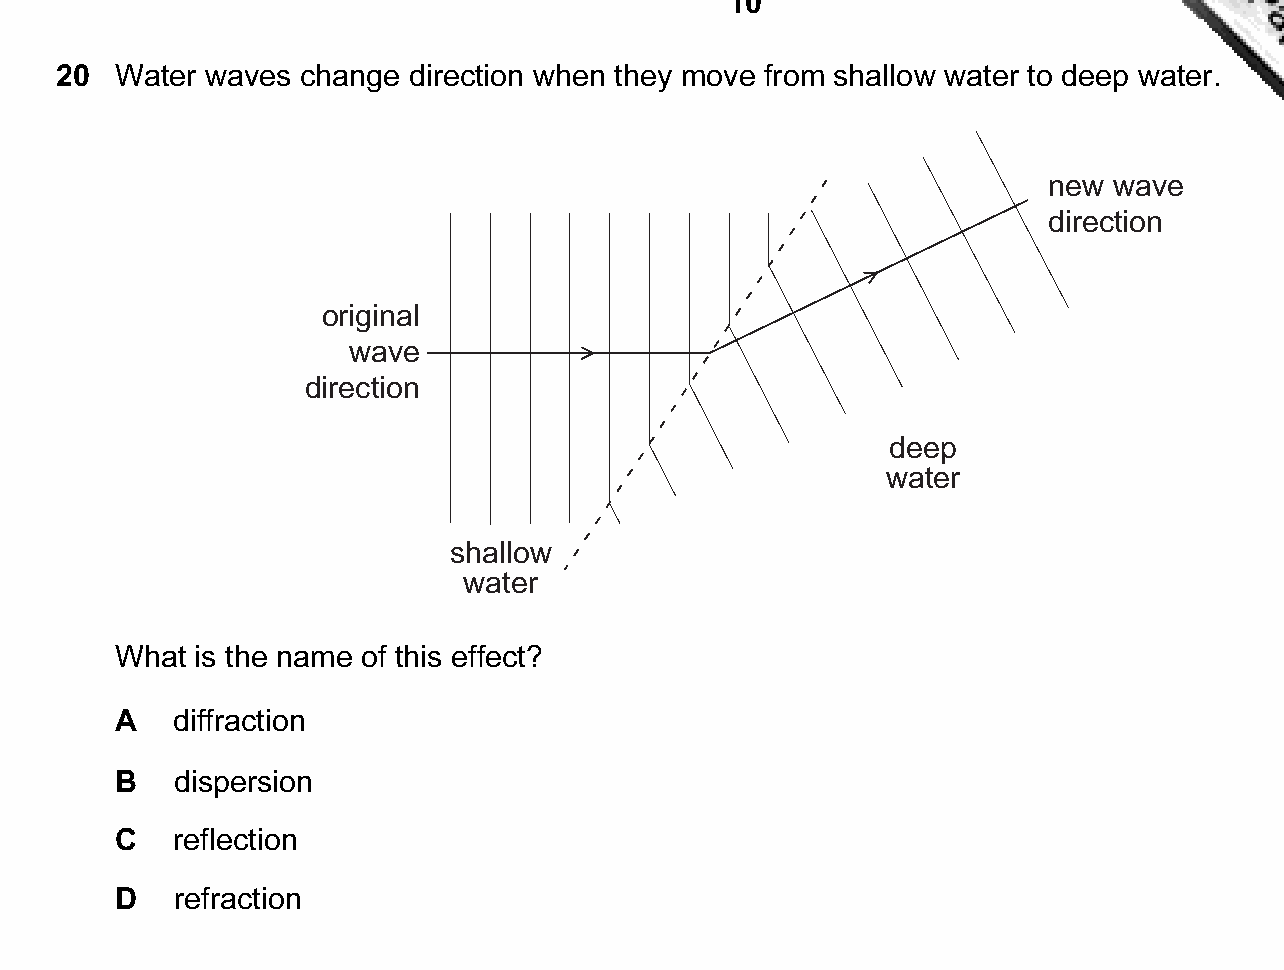 10
20 Water waves change direction when they move from shallow water to deep water.
new wave
direction
original
wave
direction
deep
water
shallow
water
What is the name of this effect?
A diffraction
B dispersion
C reflection
D refraction